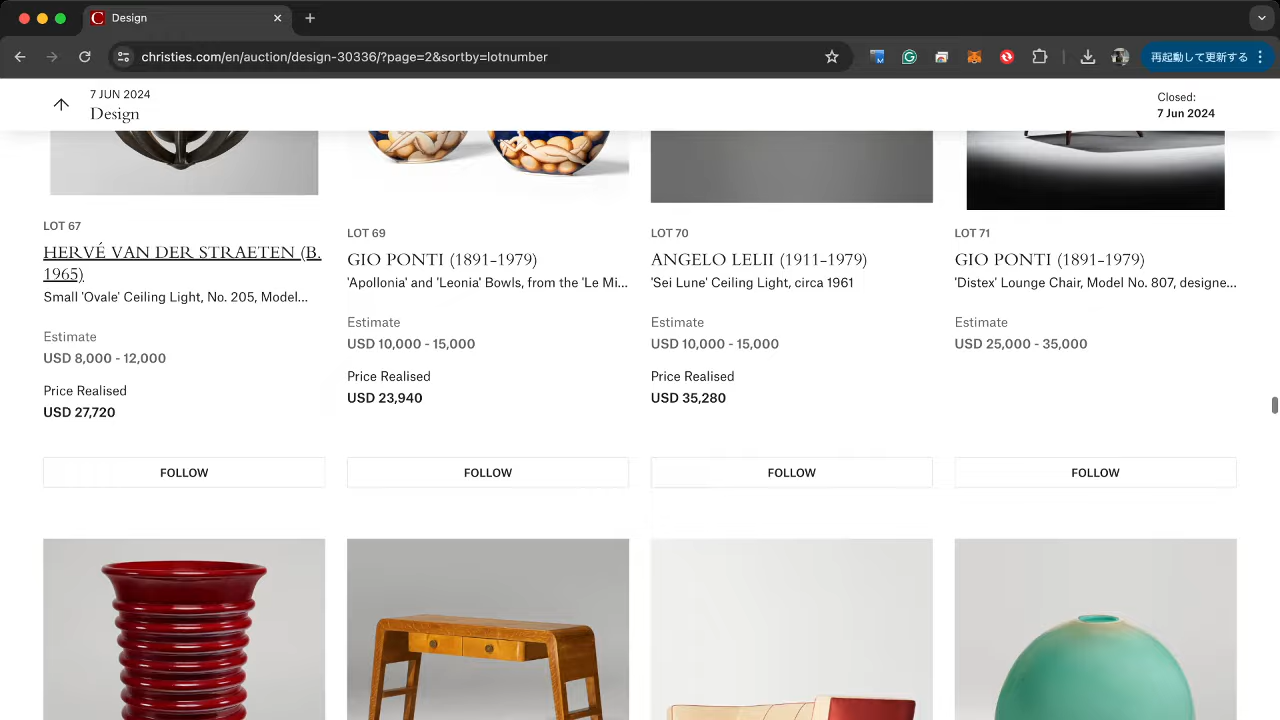 Design
christies.com/en/auction/design-30336/?page=2&sortby=lotnumber
再起動して更新する
7 JUN 2024
Design
Closed:
7 Jun 2024
LOT 67
HERVÉ VAN DER STRAETEN (B.
1965)
Small 'Ovale' Ceiling Light, No. 205, Model...
Estimate
USD 8,000 - 12,000
Price Realised
USD 27,720
FOLLOW
LOT 69
GIO PONTI (1891-1979)
'Apollonia' and 'Leonia' Bowls, from the 'Le Mi...
Estimate
USD 10,000 - 15,000
Price Realised
USD 23,940
FOLLOW
LOT 70
ANGELO LELII (1911-1979)
'Sei Lune' Ceiling Light, circa 1961
Estimate
USD 10,000 - 15,000
Price Realised
USD 35,280
FOLLOW
LOT 71
GIO PONTI (1891-1979)
'Distex' Lounge Chair, Model No. 807, designe...
Estimate
USD 25,000 - 35,000
FOLLOW